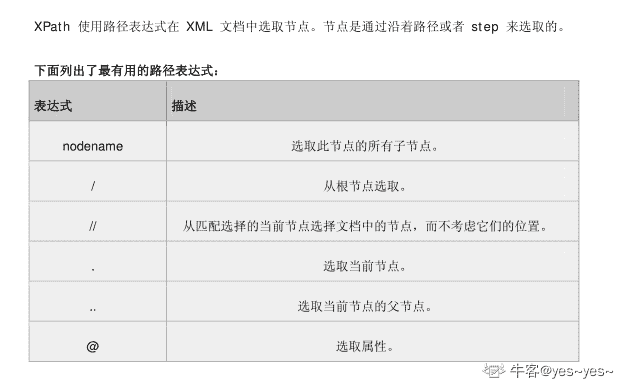 XPath 使用路径表达式在 XML 文档中选取节点。节点是通过沿着路径或者 step 来选取的。
下面列出了最有用的路径表达式：
表达式 描述
nodename 选取此节点的所有子节点。
/ 从根节点选取。
// 从匹配选择的当前节点选择文档中的节点，而不考虑它们的位置。
. 选取当前节点。
.. 选取当前节点的父节点。
@ 选取属性。
牛客@yes~yes~